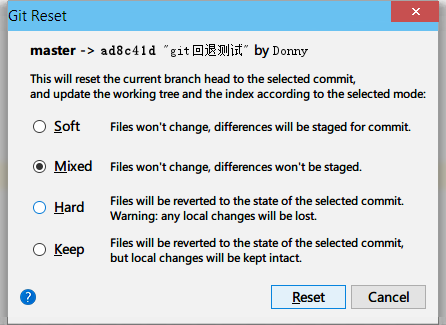 Git Reset
master -> ad8c41d "git回退测试" by Donny
This will reset the current branch head to the selected commit,
and update the working tree and the index according to the selected mode:
Soft Files won't change, differences will be staged for commit.
Mixed Files won't change, differences won't be staged.
Hard Files will be reverted to the state of the selected commit.
Warning: any local changes will be lost.
Keep Files will be reverted to the state of the selected commit,
but local changes will be kept intact.
? Reset Cancel